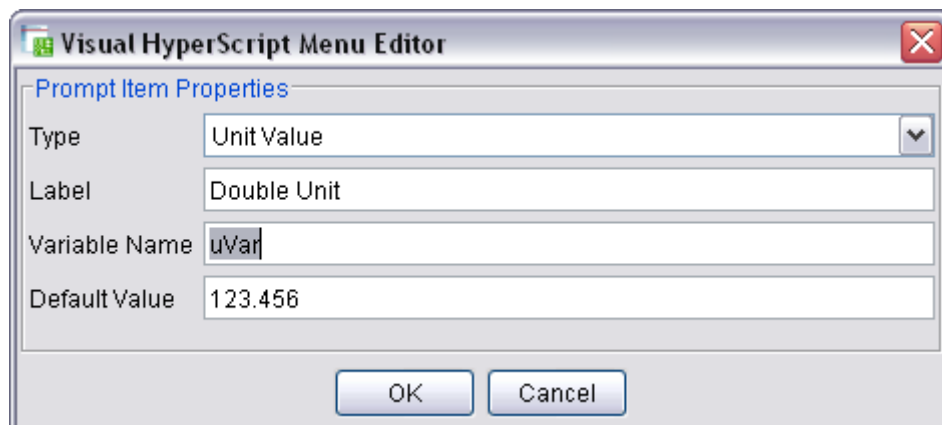 Visual HyperScript Menu Editor
Prompt Item Properties
Type Unit Value
Label Double Unit
Variable Name uVar
Default Value 123.456
OK Cancel